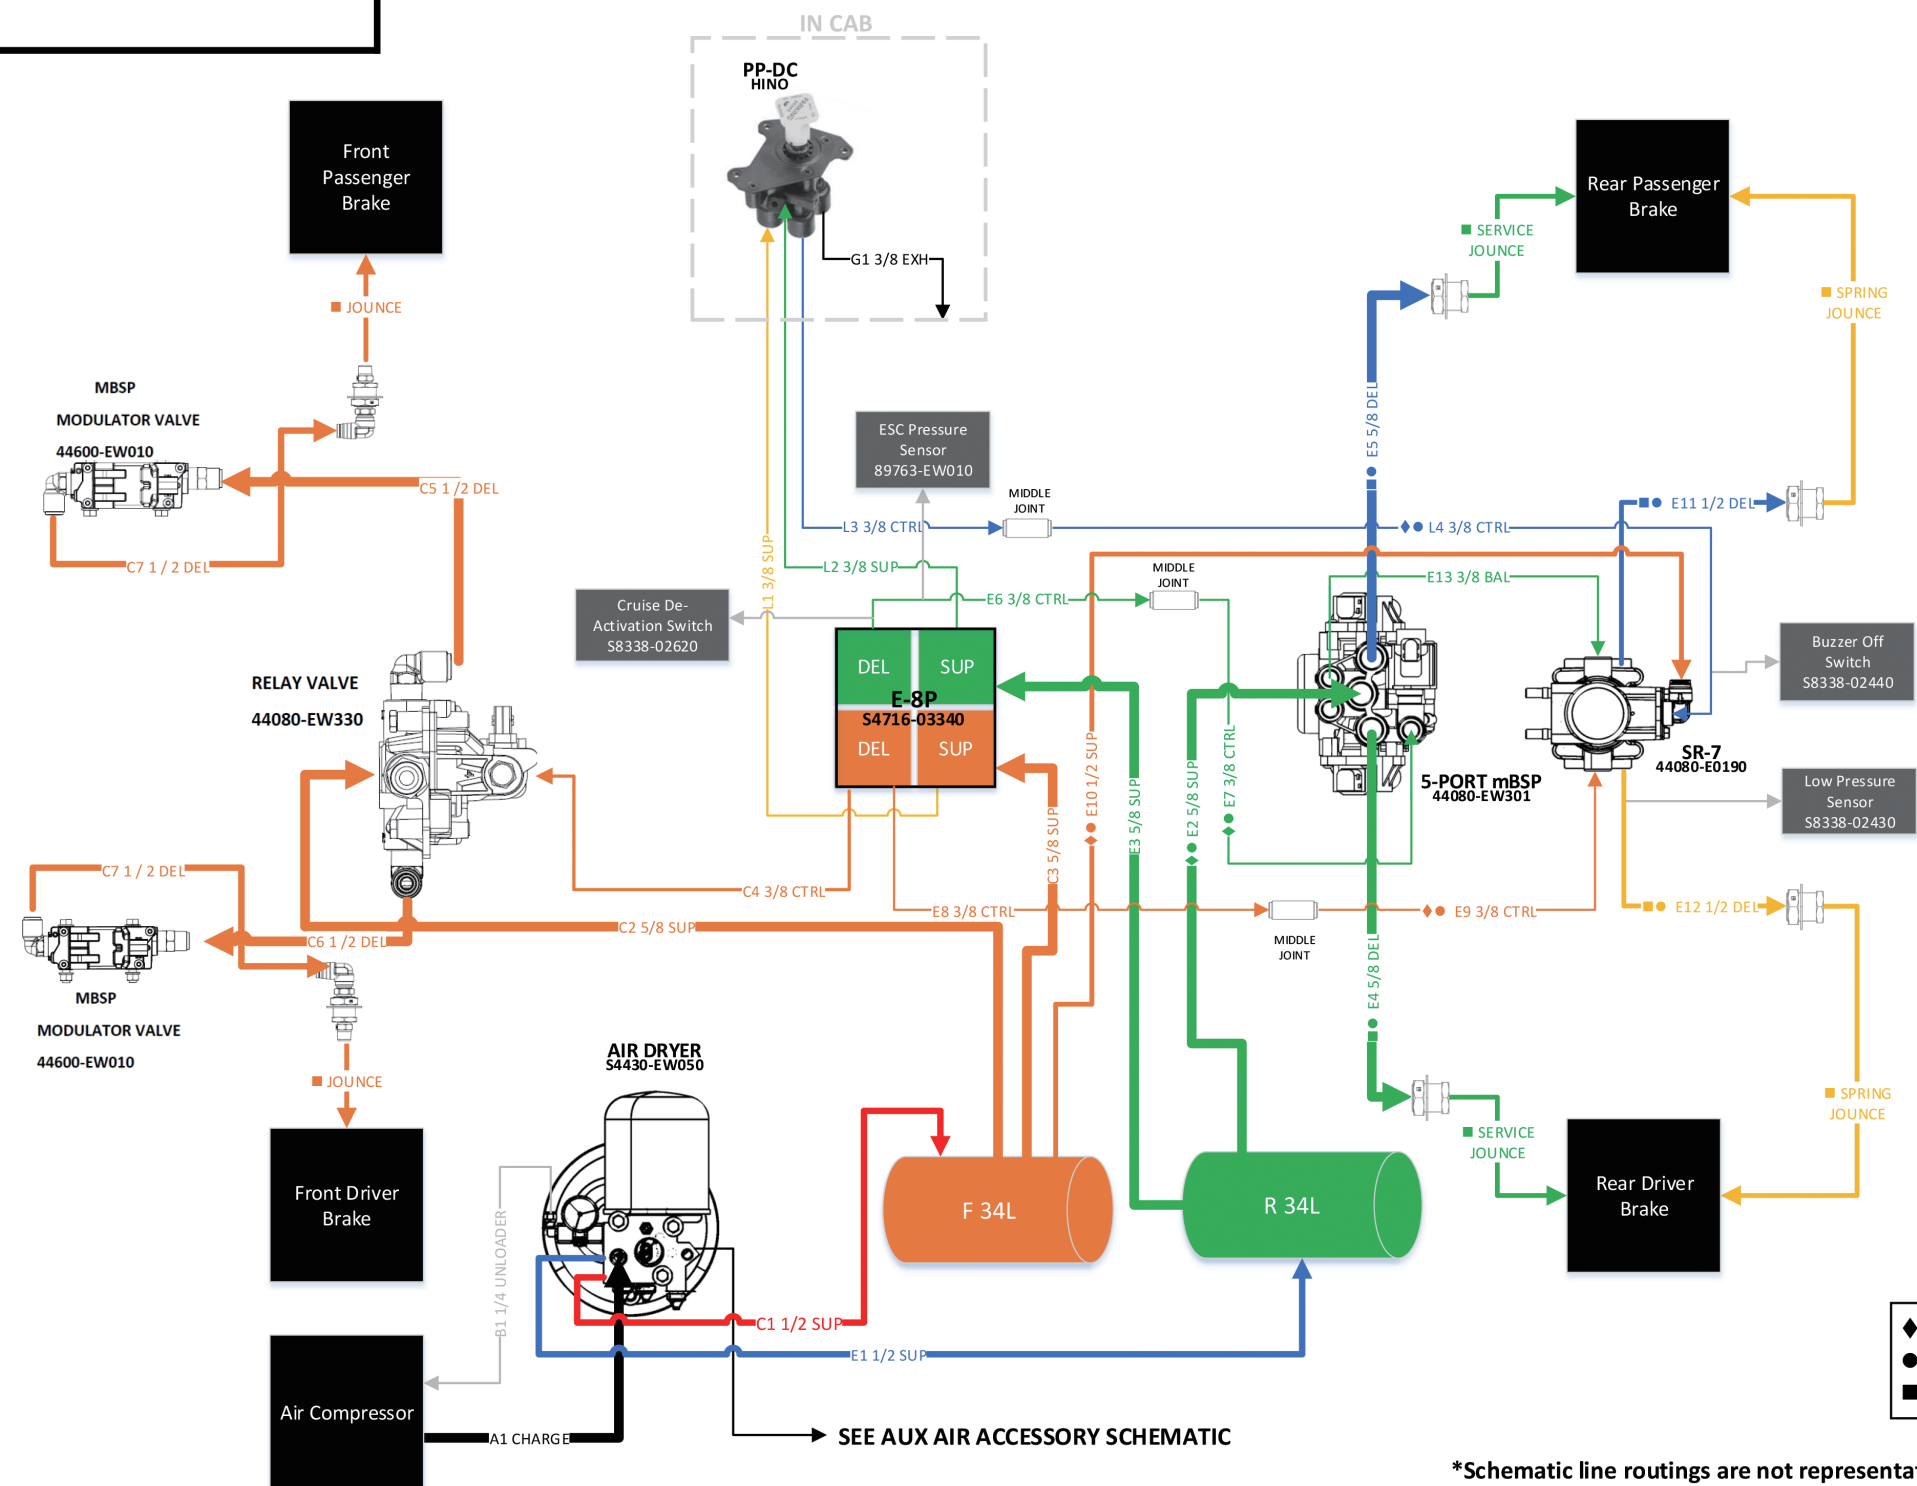 IN CAB
PP-DC
HINO
G1 3/8 EXH
Front
Passenger
Brake
JOUNCE
MBSP
MODULATOR VALVE
44600-EW010
C5 1 /2 DEL
C7 1 / 2 DEL
Rear Passenger
Brake
SERVICE
JOUNCE
SPRING
JOUNCE
E5 5/8 DEL
ESC Pressure
Sensor
89763-EW010
MIDDLE
JOINT
L3 3/8 CTRL
L4 3/8 CTRL
E11 1/2 DEL
L1 3/8 SUP
L2 3/8 SUP
MIDDLE
JOINT
E13 3/8 BAL
E6 3/8 CTRL
Cruise De-
Activation Switch
S8338-02620
DEL
SUP
E-8P
S4716-03340
DEL
SUP
Buzzer Off
Switch
S8338-02440
RELAY VALVE
44080-EW330
SR-7
44080-E0190
5-PORT mBSP
44080-EW301
Low Pressure
Sensor
S8338-02430
E10 1/2 SUP
E3 5/8 SUP
E2 5/8 SUP
E7 3/8 CTRL
C3 5/8 SUP
C7 1 / 2 DEL
C4 3/8 CTRL
E8 3/8 CTRL
E9 3/8 CTRL
E12 1/2 DEL
C2 5/8 SUP
C6 1 /2 DEL
MIDDLE
JOINT
E4 5/8 DEL
MBSP
MODULATOR VALVE
44600-EW010
JOUNCE
AIR DRYER
S4430-EW050
SPRING
JOUNCE
SERVICE
JOUNCE
Front Driver
Brake
B1 1/4 UNLOADER
F 34L
R 34L
Rear Driver
Brake
C1 1/2 SUP
E1 1/2 SUP
Air Compressor
A1 CHARGE
SEE AUX AIR ACCESSORY SCHEMATIC
*Schematic line routings are not representa